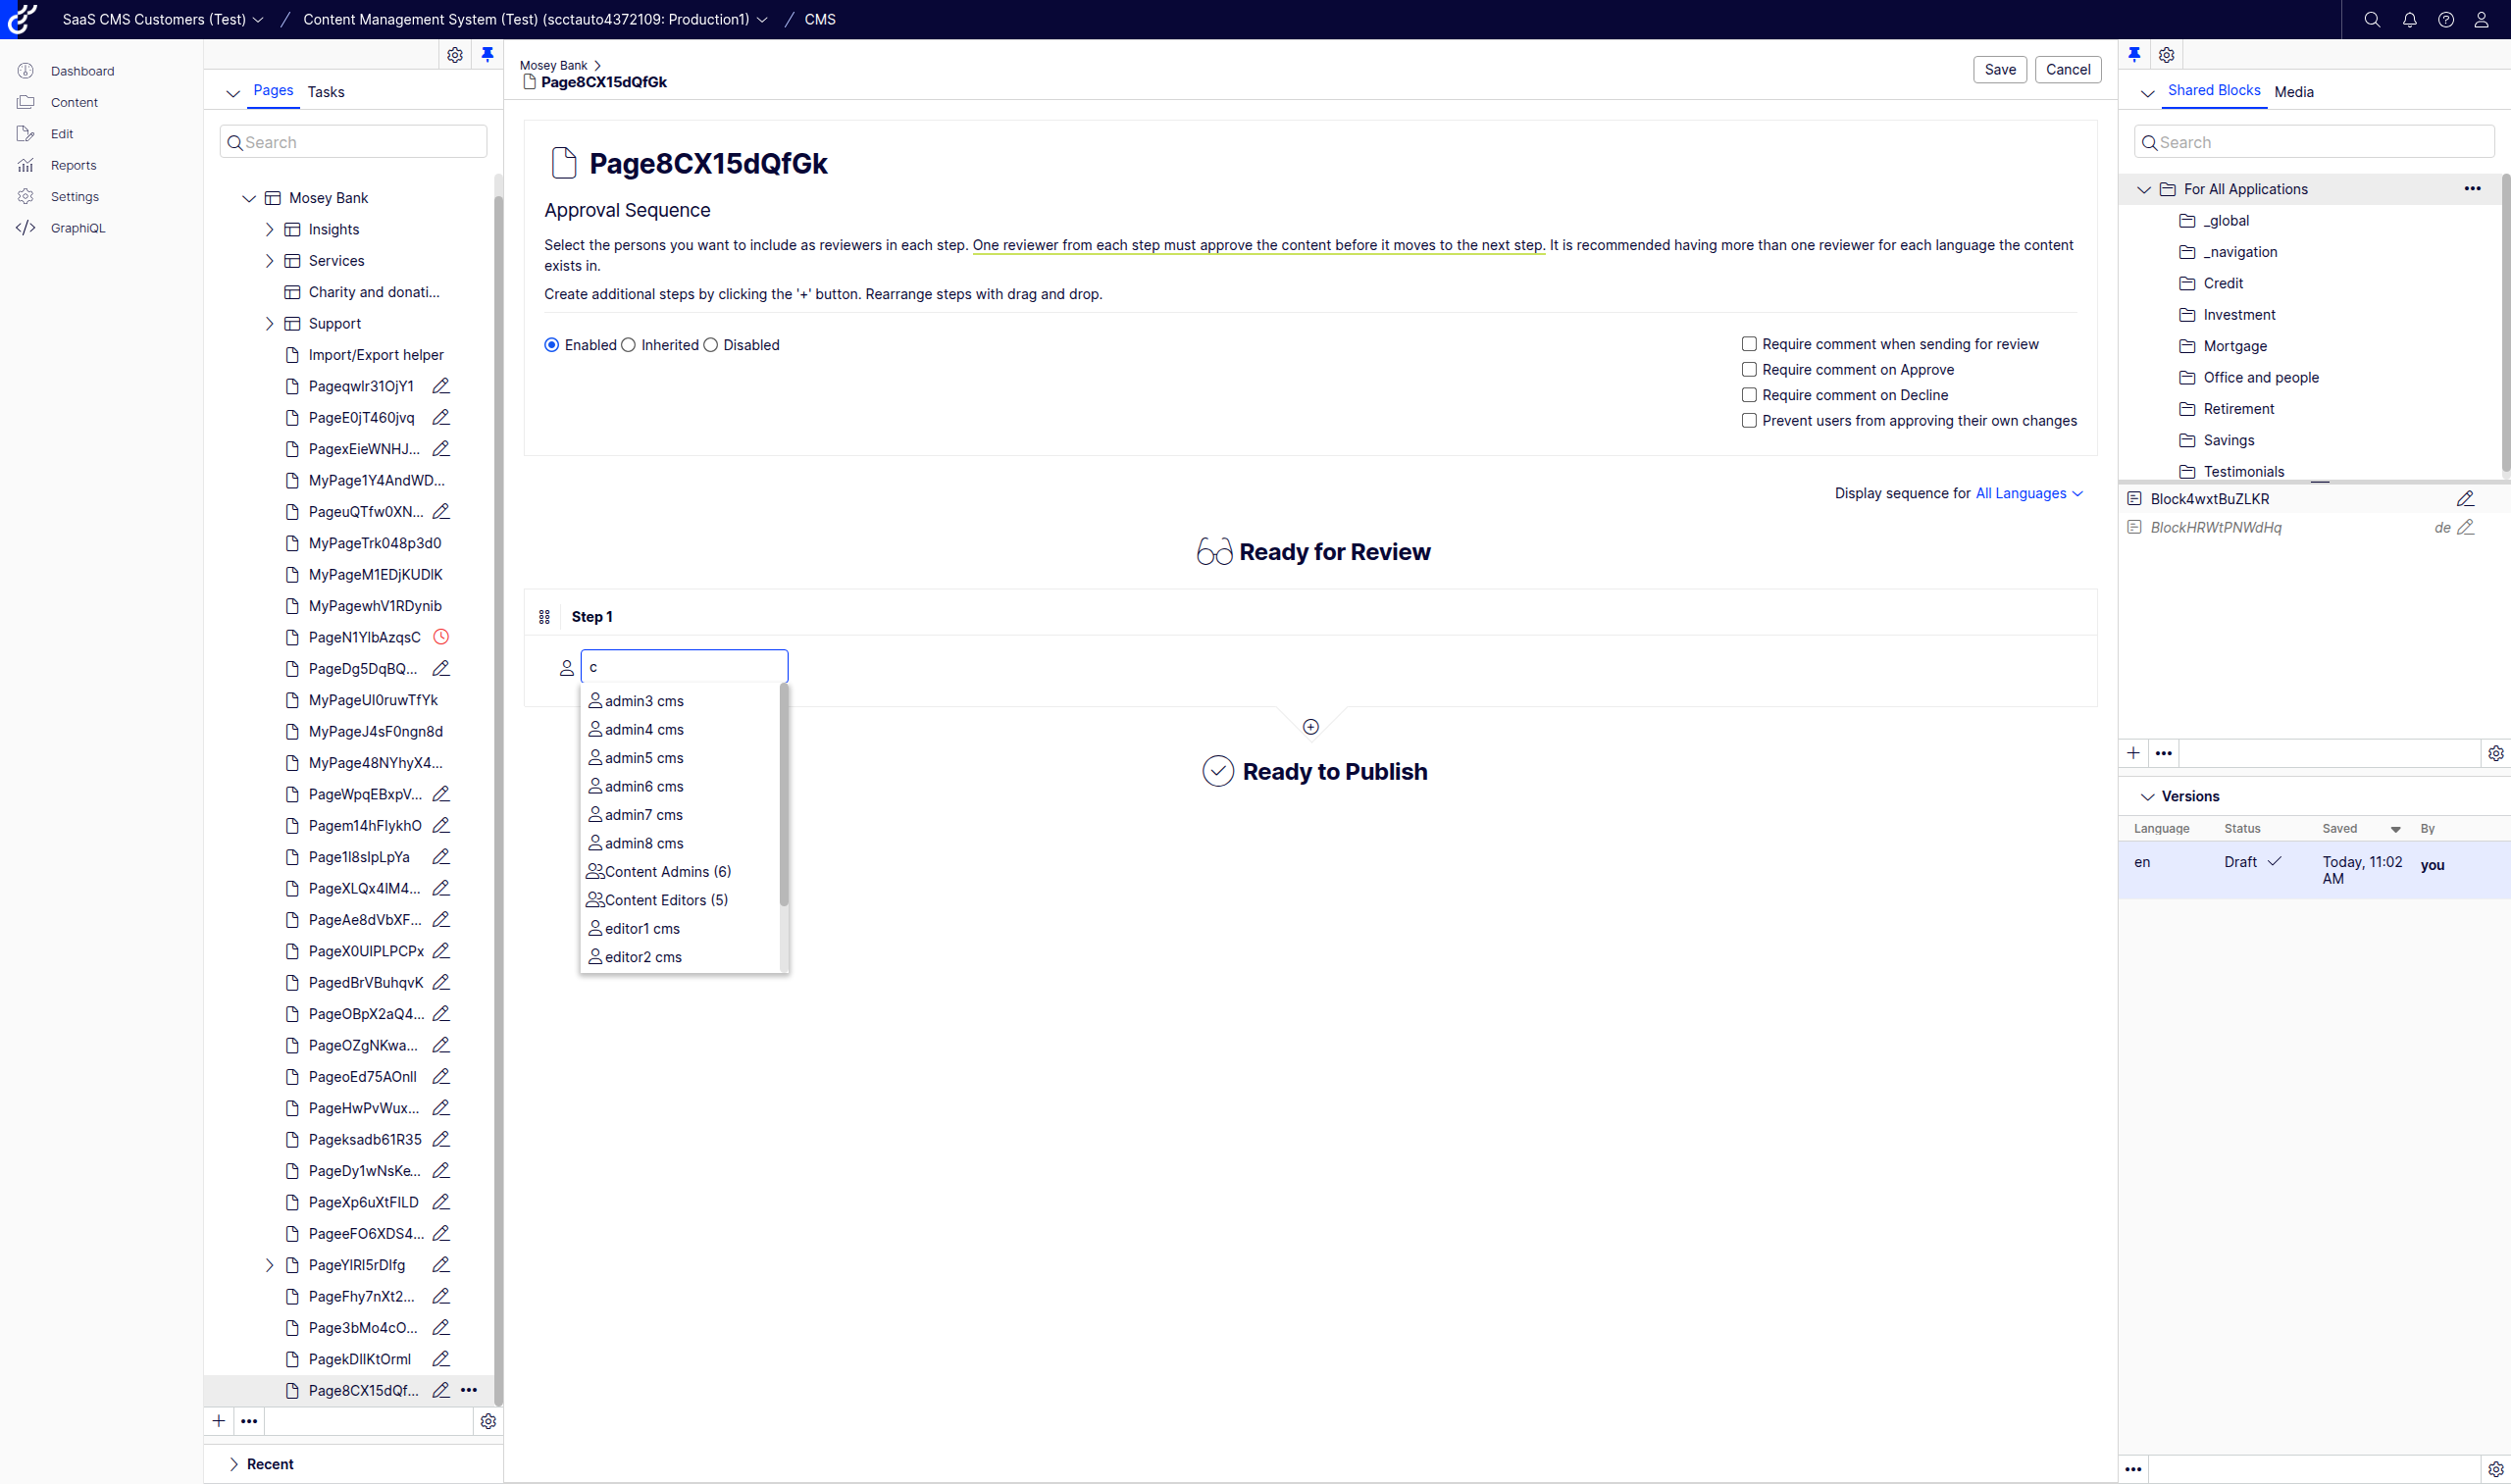 SaaS CMS Customers (Test) / Content Management System (Test) (scctauto4372109: Production1) / CMS
Dashboard
Content
Edit
Reports
Settings
GraphiQL
Pages Tasks
Search
Mosey Bank
Insights
Services
Charity and donati...
Support
Import/Export helper
Pageqwlr31OjY1
PageE0jT460jvq
PagexEieWNHJ...
MyPage1Y4AndWD...
PageuQTfw0XN...
MyPageTrk048p3d0
MyPageM1EDjKUDlK
MyPagewhV1RDynib
PageN1YlbAzqsC
PageDg5DqBQ...
MyPageUI0ruwTfYk
MyPageJ4sF0ngn8d
MyPage48NYhyX4...
PageWpqEBxpV...
Pagem14hFlykhO
Page1I8slpLpYa
PageXLQx4IM4...
PageAe8dVbXF...
PageX0UIPLPCPx
PagedBrVBuhqvK
PageOBpX2aQ4...
PageOZgNKwa...
PageoEd75AOnll
PageHwPvWux...
Pageksadb61R35
PageDy1wNsKe...
PageXp6uXtFILD
PageeFO6XDS4...
PageYlRI5rDIfg
PageFhy7nXt2...
Page3bMo4cO...
PagekDIlKtOrml
Page8CX15dQf...
Recent
Mosey Bank
Page8CX15dQfGk
Save Cancel
Page8CX15dQfGk
Approval Sequence
Select the persons you want to include as reviewers in each step. One reviewer from each step must approve the content before it moves to the next step. It is recommended having more than one reviewer for each language the content
exists in.
Create additional steps by clicking the '+' button. Rearrange steps with drag and drop.
Enabled Inherited Disabled
Require comment when sending for review
Require comment on Approve
Require comment on Decline
Prevent users from approving their own changes
Display sequence for All Languages
Ready for Review
Step 1
c
admin3 cms
admin4 cms
admin5 cms
admin6 cms
admin7 cms
admin8 cms
Content Admins (6)
Content Editors (5)
editor1 cms
editor2 cms
Ready to Publish
Shared Blocks Media
Search
For All Applications
_global
_navigation
Credit
Investment
Mortgage
Office and people
Retirement
Savings
Testimonials
Block4wxtBuZLKR
BlockHRWtPNWdHq de
Versions
Language Status Saved By
en Draft Today, 11:02 AM you